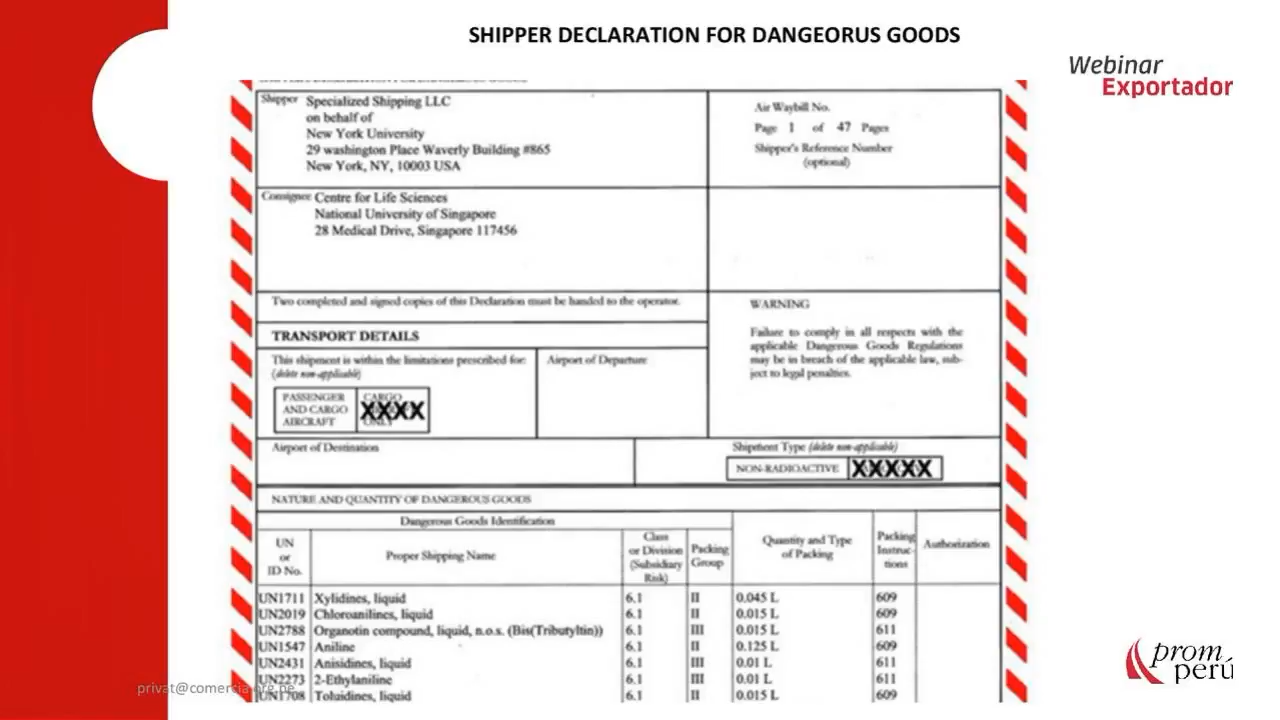 SHIPPER DECLARATION FOR DANGEORUS GOODS
Webinar
Exportador
Shipper Specialized Shipping LLC
on behalf of
New York University
29 washington Place Waverly Building #865
New York, NY, 10003 USA
Air Waybill No.
Page 1 of 47 Pages
Shipper's Reference Number
(optional)
Consignee Centre for Life Sciences
National University of Singapore
28 Medical Drive, Singapore 117456
Two completed and signed copies of this Declaration must be handed to the operator.
WARNING
Failure to comply in all respects with the
applicable Dangerous Goods Regulations
may be in breach of the applicable law, sub-
ject to legal penalties.
TRANSPORT DETAILS
This shipment is within the limitations prescribed for:
(delete non-applicable)
Airport of Departure
PASSENGER
AND CARGO
AIRCRAFT
CARGO
XXXX
ONLY
Airport of Destination
Shipment Type (delete non-applicable)
NON-RADIOACTIVE XXXXX
NATURE AND QUANTITY OF DANGEROUS GOODS
Dangerous Goods Identification
UN
or
ID No.
Proper Shipping Name
Class
or Division
(Subsidiary
Risk)
Packing
Group
Quantity and Type
of Packing
Packing
Instruc-
tions
Authorization
UN1711 Xylidines, liquid 6.1 II 0.045 L 609
UN2019 Chloroanilines, liquid 6.1 II 0.015 L 609
UN2788 Organotin compound, liquid, n.o.s. (Bis(Tributyltin)) 6.1 III 0.015 L 611
UN1547 Aniline 6.1 II 0.125 L 609
UN2431 Anisidines, liquid 6.1 III 0.01 L 611
UN2273 2-Ethylaniline 6.1 III 0.01 L 611
UN1708 Toluidines, liquid 6.1 II 0.015 L 609
privat@comercia.org.pe
prom
perú